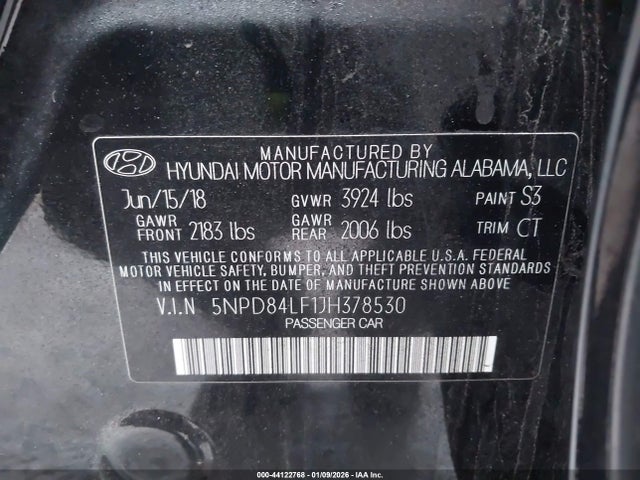 MANUFACTURED BY
HYUNDAI MOTOR MANUFACTURING ALABAMA, LLC
Jun/15/18 GVWR 3924 lbs PAINT S3
GAWR FRONT 2183 lbs GAWR REAR 2006 lbs TRIM CT
THIS VEHICLE CONFORMS TO ALL APPLICABLE U.S.A. FEDERAL
MOTOR VEHICLE SAFETY, BUMPER, AND THEFT PREVENTION STANDARDS
IN EFFECT ON THE DATE OF MANUFACTURE SHOWN ABOVE
V.I.N 5NPD84LF1JH378530
PASSENGER CAR
000-44122768 - 01/09/2026 - IAA Inc.